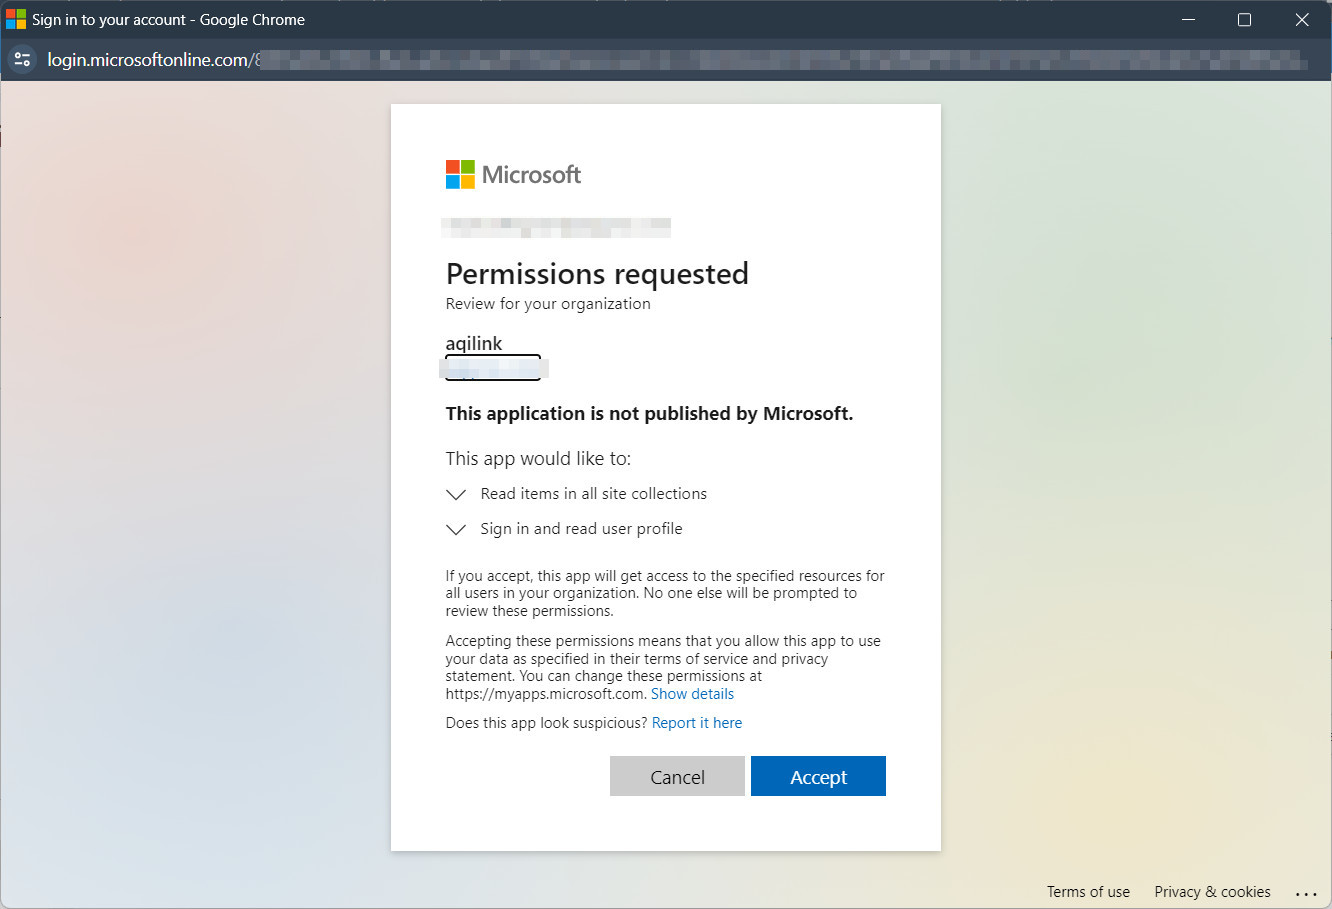 Sign in to your account - Google Chrome
login.microsoftonline.com/8
Microsoft
Permissions requested
Review for your organization
aqilink
This application is not published by Microsoft.
This app would like to:
Read items in all site collections
Sign in and read user profile
If you accept, this app will get access to the specified resources for
all users in your organization. No one else will be prompted to
review these permissions.
Accepting these permissions means that you allow this app to use
your data as specified in their terms of service and privacy
statement. You can change these permissions at
https://myapps.microsoft.com. Show details
Does this app look suspicious? Report it here
Cancel Accept
Terms of use Privacy & cookies ...